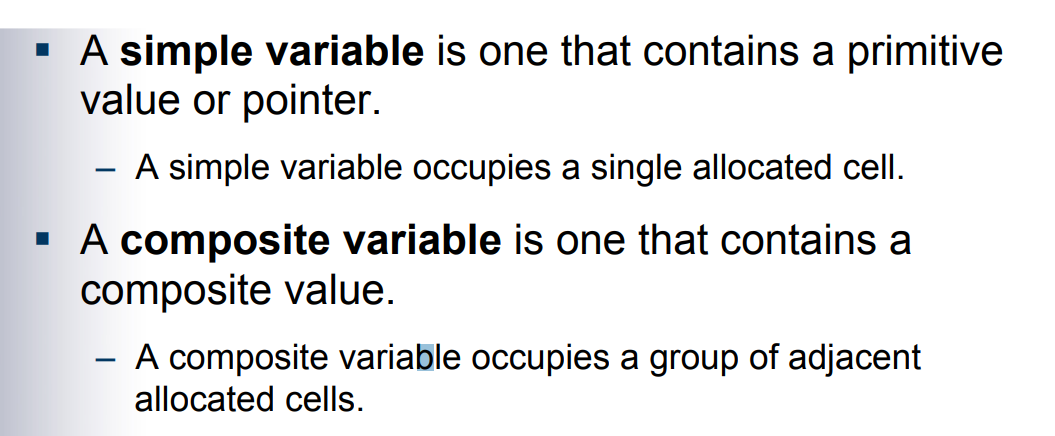 ▪ A simple variable is one that contains a primitive
value or pointer.
– A simple variable occupies a single allocated cell.
▪ A composite variable is one that contains a
composite value.
– A composite variable occupies a group of adjacent
allocated cells.